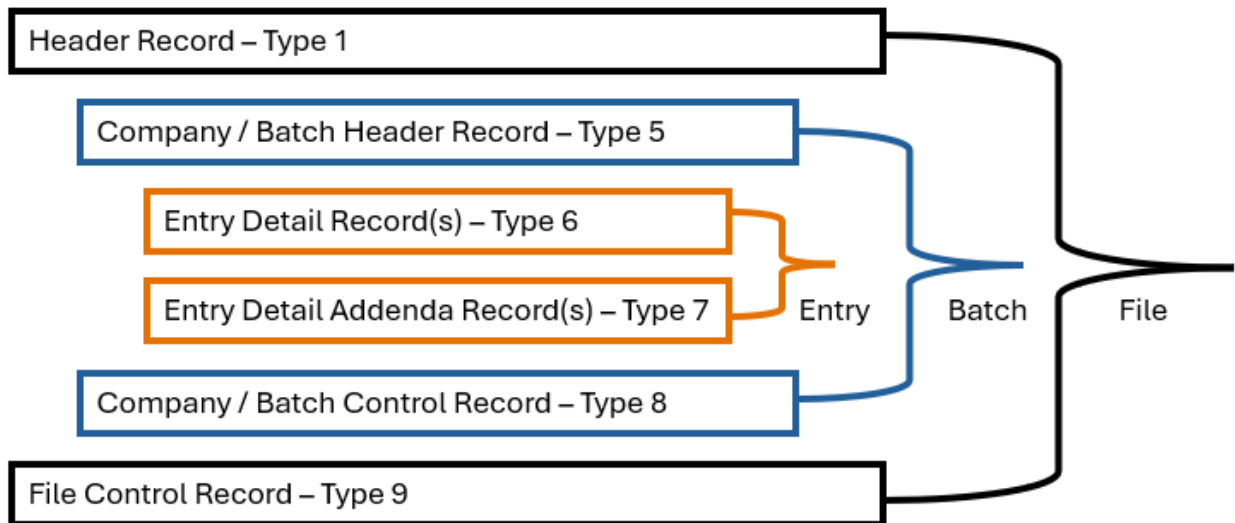 Header Record – Type 1
Company / Batch Header Record – Type 5
Entry Detail Record(s) – Type 6
Entry Detail Addenda Record(s) – Type 7
Entry
Batch
File
Company / Batch Control Record – Type 8
File Control Record – Type 9